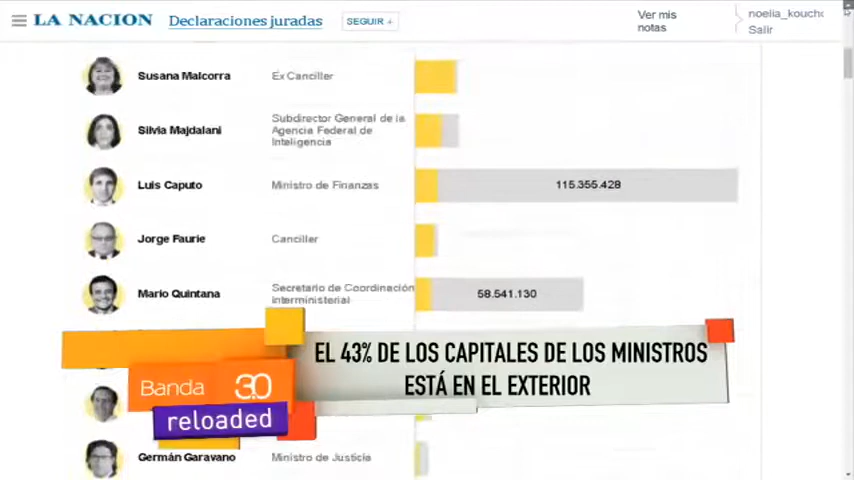 LA NACION Declaraciones juradas SEGUIR +
Ver mis
notas
Salir
Susana Malcorra Ex Canciller
Silvia Majdalani Subdirector General de la
Agencia Federal de
Inteligencia
Luis Caputo Ministro de Finanzas 115.355.428
Jorge Faurie Canciller
Mario Quintana Secretario de Coordinación
interministerial 58.541.130
EL 43% DE LOS CAPITALES DE LOS MINISTROS
ESTÁ EN EL EXTERIOR
Banda 3.0
reloaded
Germán Garavano Ministro de Justicia